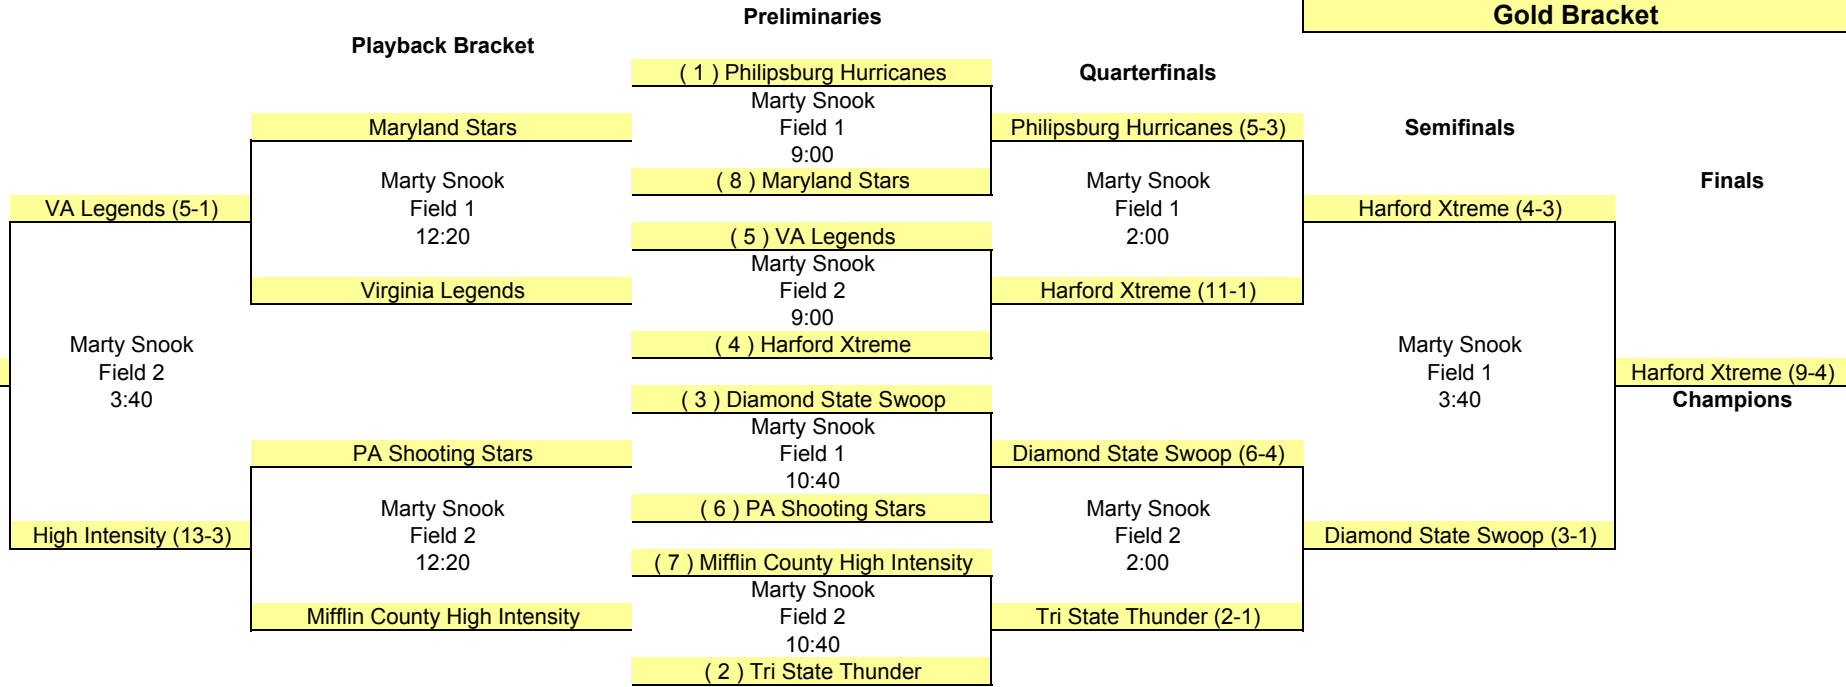 Preliminaries
Gold Bracket
Playback Bracket
( 1 ) Philipsburg Hurricanes
Quarterfinals
Marty Snook
Maryland Stars
Field 1
Philipsburg Hurricanes (5-3)
Semifinals
9:00
Marty Snook
( 8 ) Maryland Stars
Marty Snook
Finals
VA Legends (5-1)
Field 1
Field 1
Harford Xtreme (4-3)
12:20
( 5 ) VA Legends
2:00
Marty Snook
Virginia Legends
Field 2
Harford Xtreme (11-1)
9:00
Marty Snook
( 4 ) Harford Xtreme
Marty Snook
Field 2
Field 1
Harford Xtreme (9-4)
3:40
( 3 ) Diamond State Swoop
3:40
Champions
Marty Snook
PA Shooting Stars
Field 1
Diamond State Swoop (6-4)
10:40
Marty Snook
( 6 ) PA Shooting Stars
Marty Snook
High Intensity (13-3)
Field 2
Field 2
Diamond State Swoop (3-1)
12:20
( 7 ) Mifflin County High Intensity
2:00
Marty Snook
Mifflin County High Intensity
Field 2
Tri State Thunder (2-1)
10:40
( 2 ) Tri State Thunder